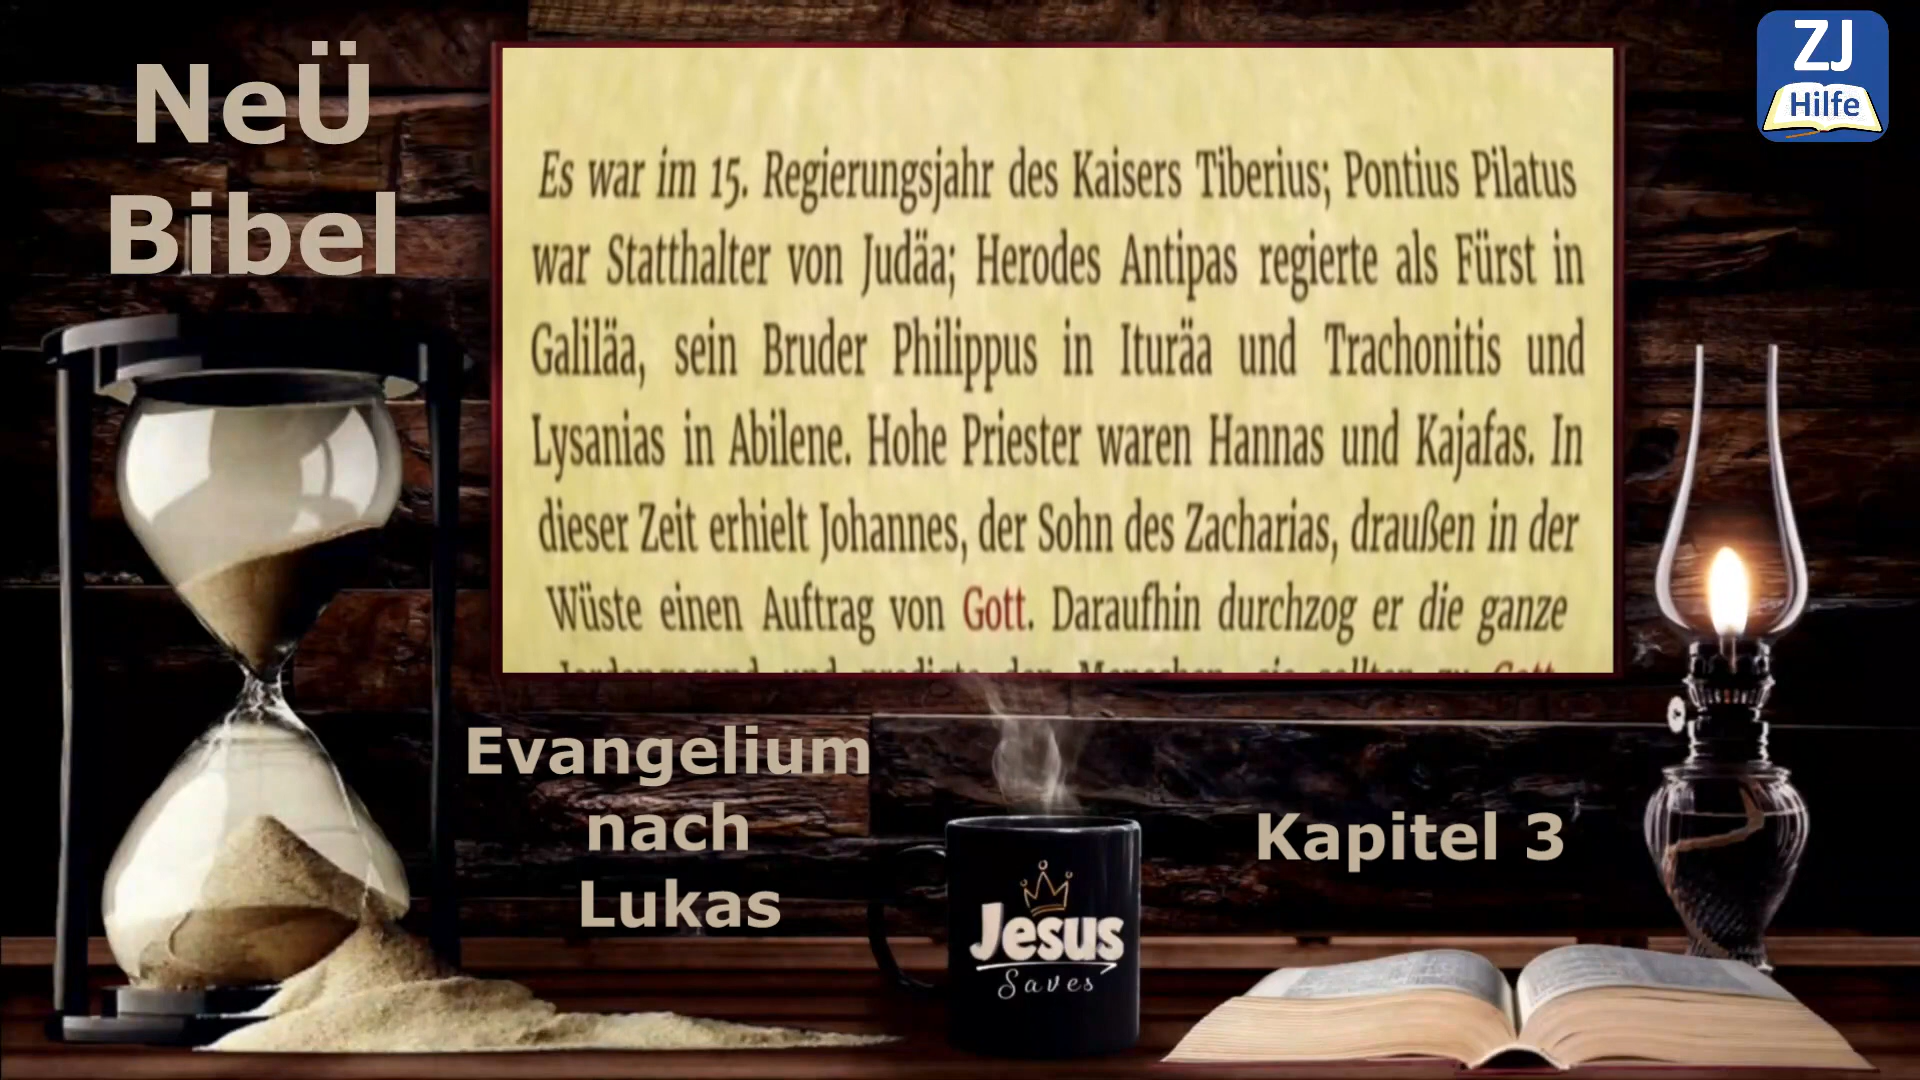 NeÜ
Bibel
ZJ
Hilfe
Es war im 15. Regierungsjahr des Kaisers Tiberius; Pontius Pilatus
war Statthalter von Judäa; Herodes Antipas regierte als Fürst in
Galiläa, sein Bruder Philippus in Ituräa und Trachonitis und
Lysanias in Abilene. Hohe Priester waren Hannas und Kajafas. In
dieser Zeit erhielt Johannes, der Sohn des Zacharias, draußen in der
Wüste einen Auftrag von Gott. Daraufhin durchzog er die ganze
Evangelium
nach
Lukas
Kapitel 3
Jesus
Saves